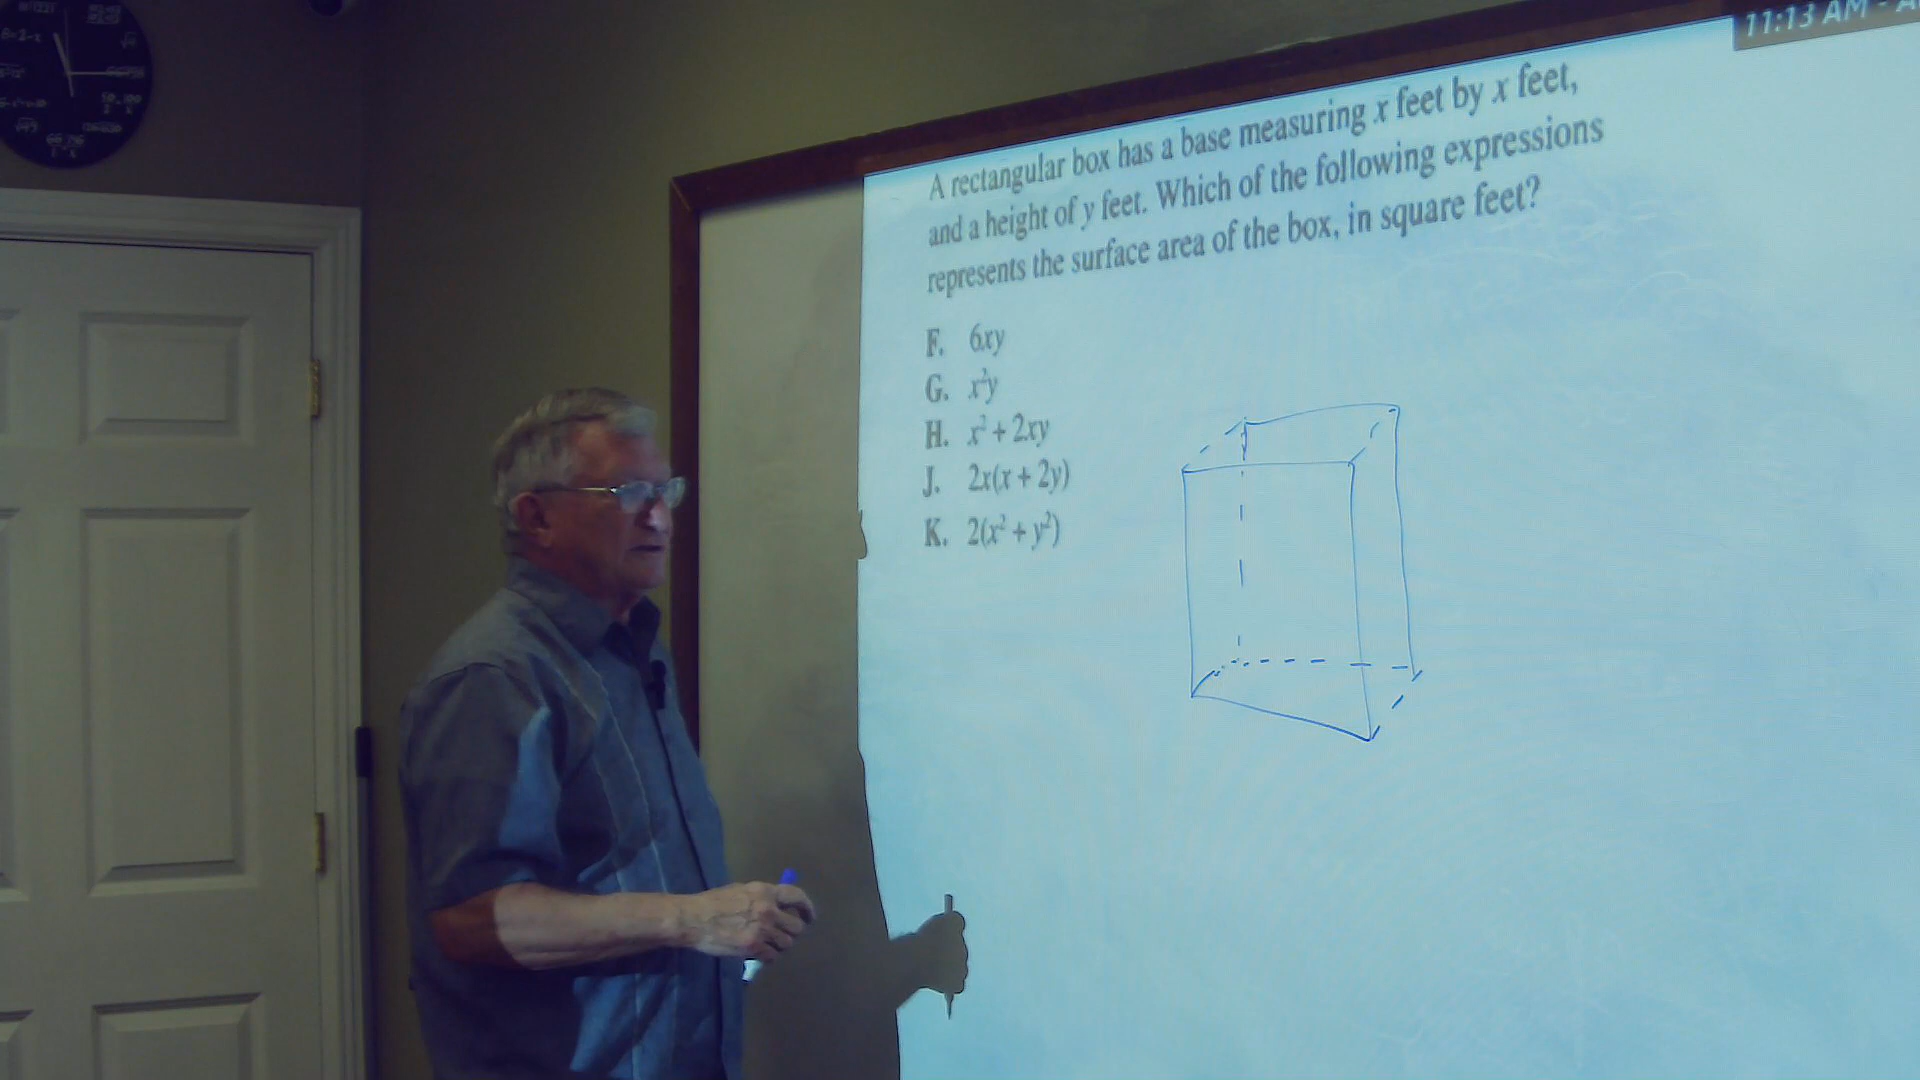 11:13 AM - A
A rectangular box has a base measuring x feet by x feet,
and a height of y feet. Which of the following expressions
represents the surface area of the box, in square feet?
F. 6xy
G. x²y
H. x² + 2xy
J. 2x(x + 2y)
K. 2(x² + y²)